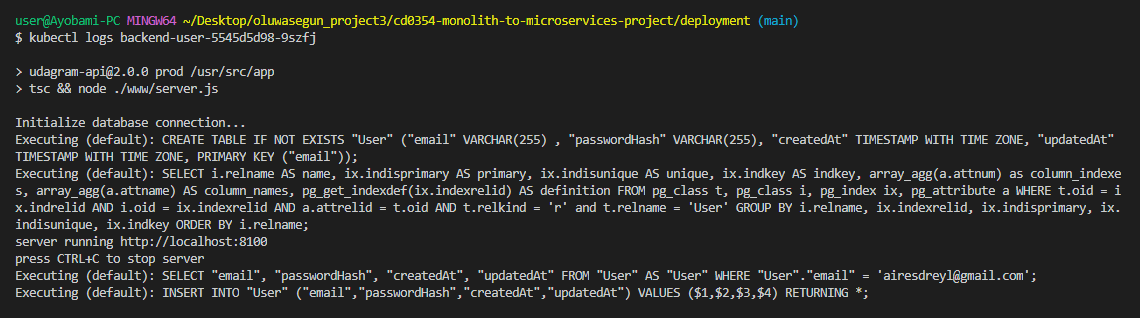 user@Ayobami-PC MINGW64 ~/Desktop/oluwasegun_project3/cd0354-monolith-to-microservices-project/deployment (main)
$ kubectl logs backend-user-5545d5d98-9szfj
> udagram-api@2.0.0 prod /usr/src/app
> tsc && node ./www/server.js
Initialize database connection...
Executing (default): CREATE TABLE IF NOT EXISTS "User" ("email" VARCHAR(255) , "passwordHash" VARCHAR(255), "createdAt" TIMESTAMP WITH TIME ZONE, "updatedAt"
TIMESTAMP WITH TIME ZONE, PRIMARY KEY ("email"));
Executing (default): SELECT i.relname AS name, ix.indisprimary AS primary, ix.indisunique AS unique, ix.indkey AS indkey, array_agg(a.attnum) as column_indexe
s, array_agg(a.attname) AS column_names, pg_get_indexdef(ix.indexrelid) AS definition FROM pg_class t, pg_class i, pg_index ix, pg_attribute a WHERE t.oid = i
x.indrelid AND i.oid = ix.indexrelid AND a.attrelid = t.oid AND t.relkind = 'r' and t.relname = 'User' GROUP BY i.relname, ix.indexrelid, ix.indisprimary, ix.
indisunique, ix.indkey ORDER BY i.relname;
server running http://localhost:8100
press CTRL+C to stop server
Executing (default): SELECT "email", "passwordHash", "createdAt", "updatedAt" FROM "User" AS "User" WHERE "User"."email" = 'airesdreyl@gmail.com';
Executing (default): INSERT INTO "User" ("email","passwordHash","createdAt","updatedAt") VALUES ($1,$2,$3,$4) RETURNING *;